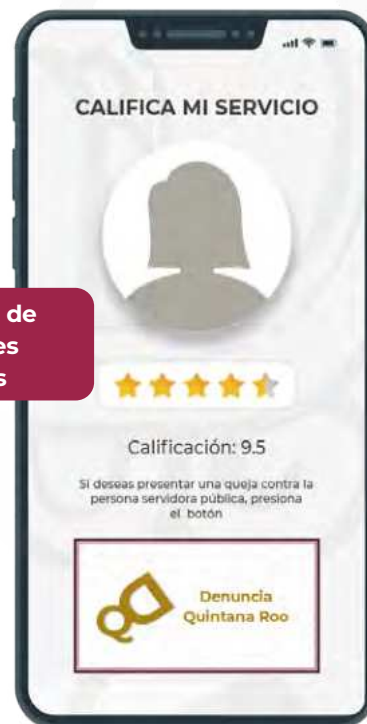 CALIFICA MI SERVICIO
de
es
s
Calificación: 9.5
Si deseas presentar una queja contra la
persona servidora pública, presiona
el botón
Denuncia
Quintana Roo